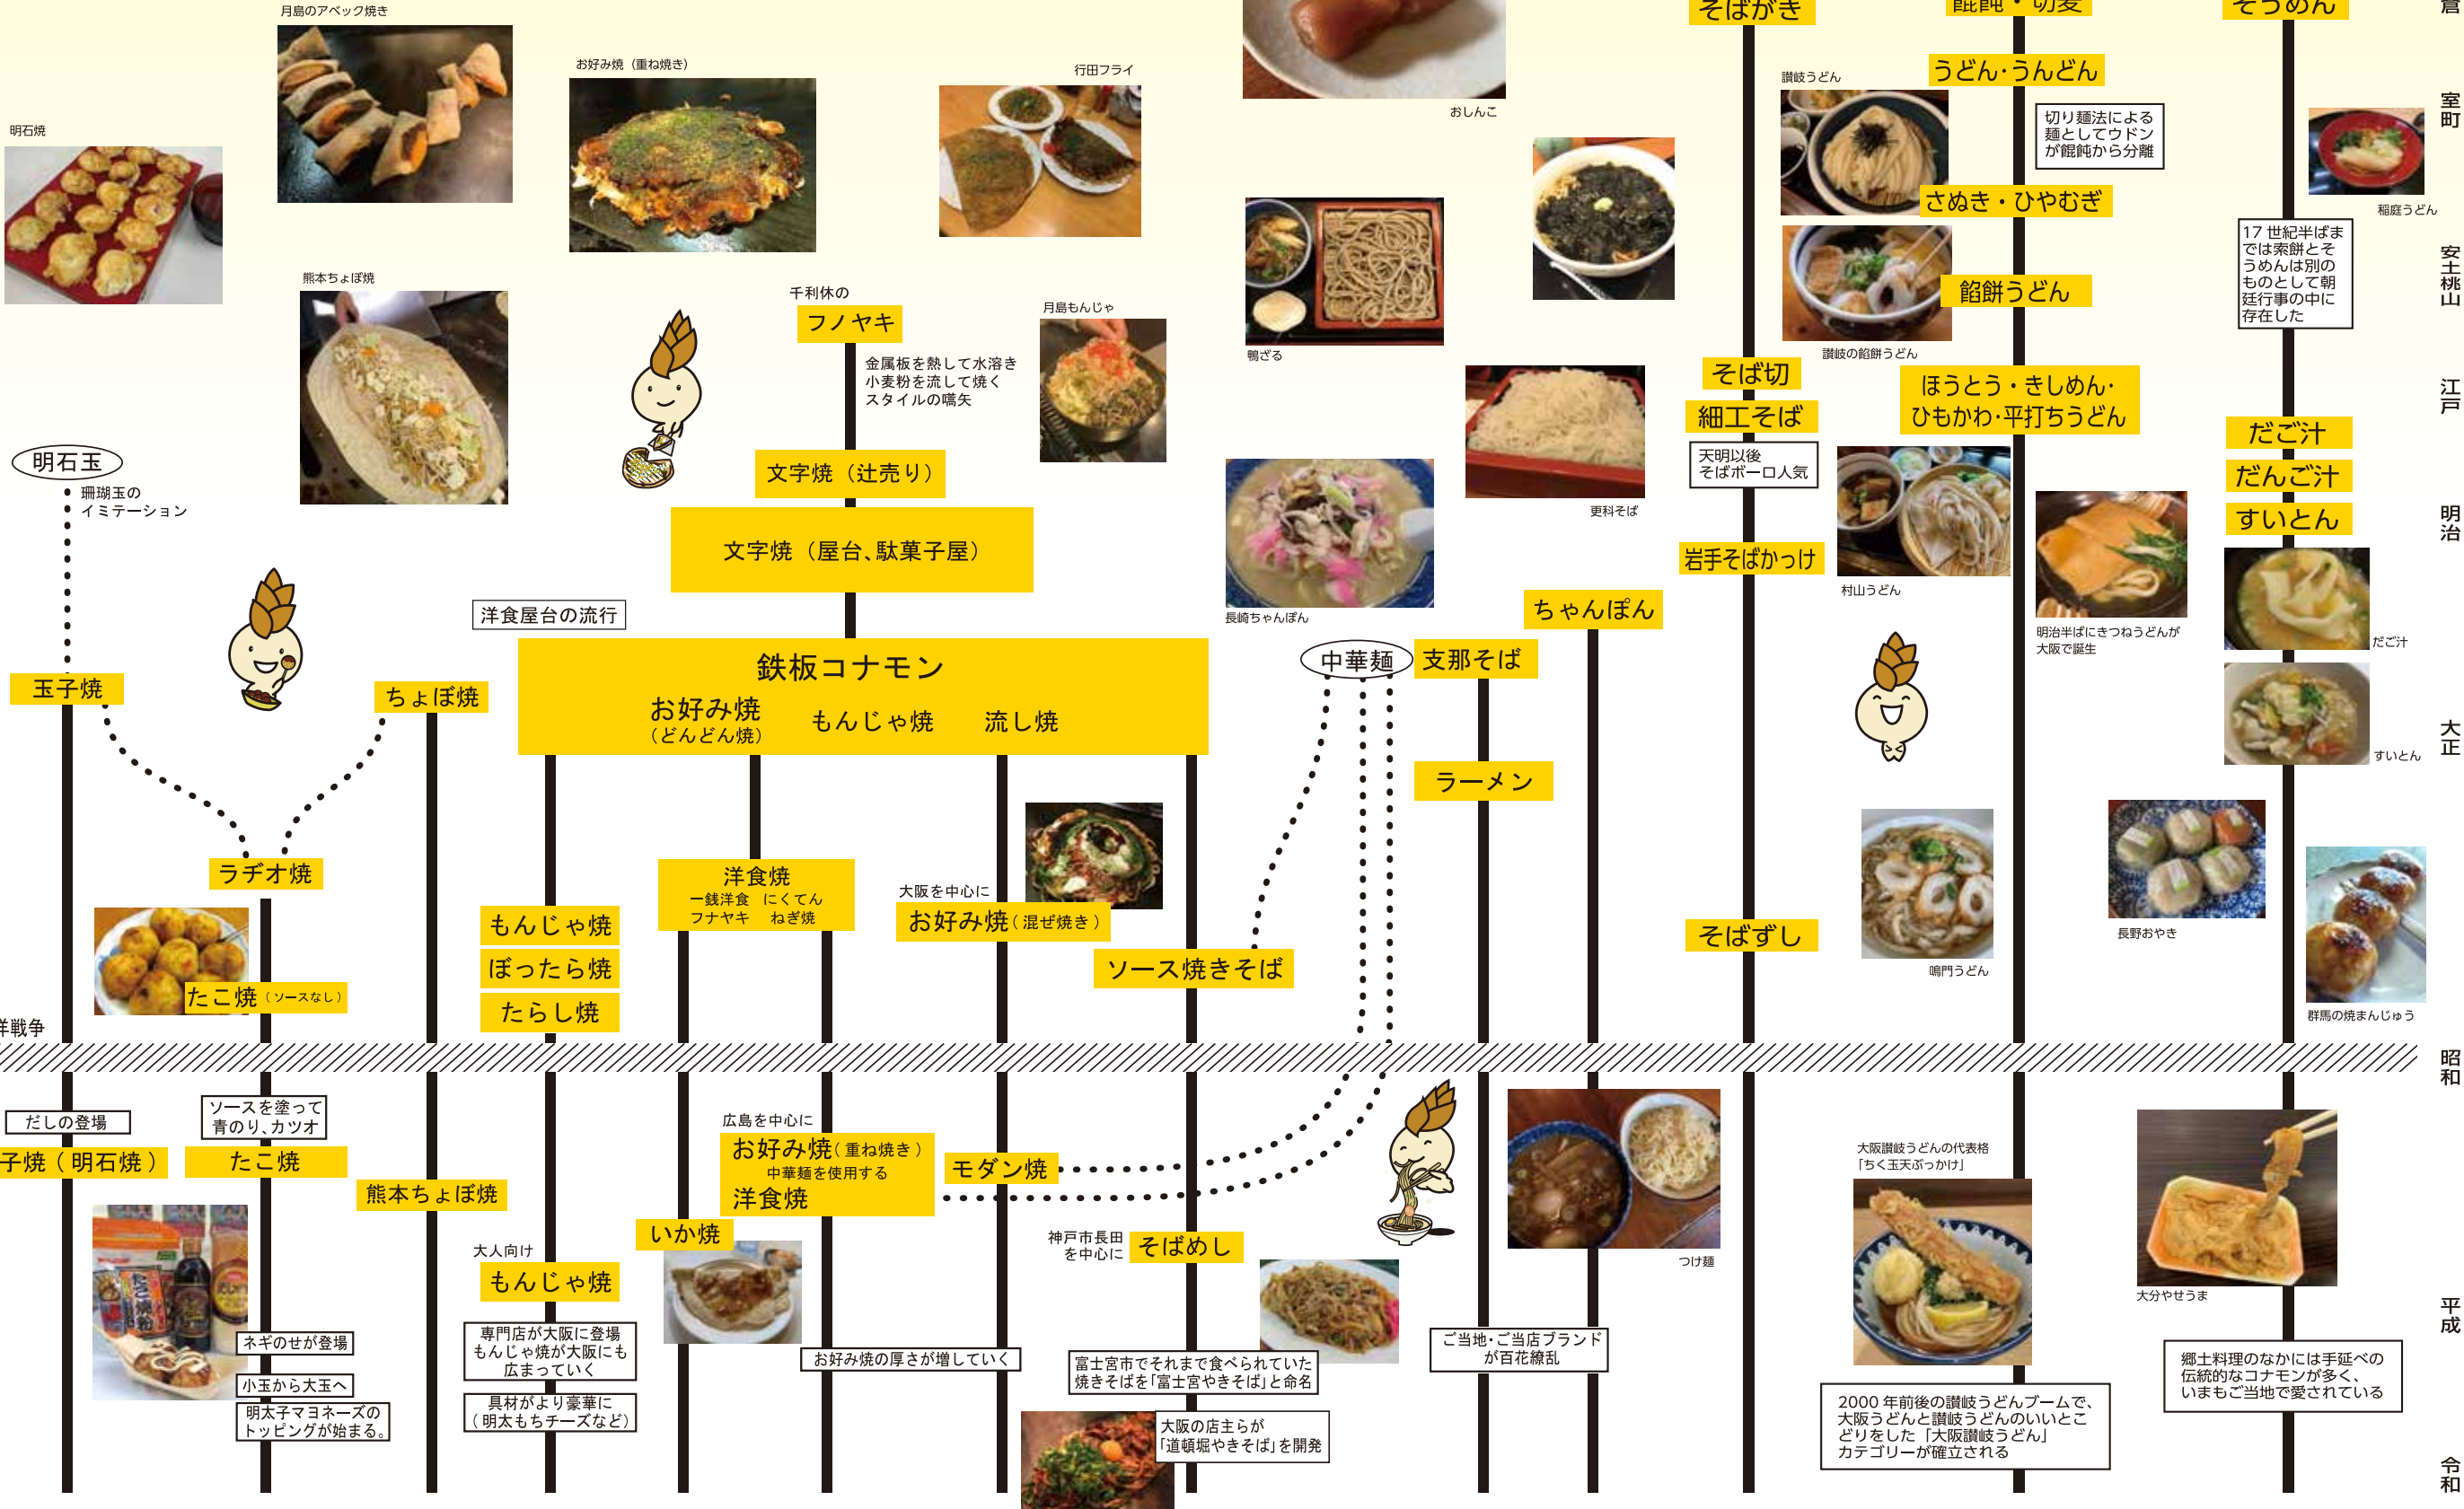 月島のアベック焼き
お好み焼（重ね焼き）
行田フライ
おしんこ
明石焼
熊本ちょぼ焼
千利休の
フノヤキ
金属板を熱して水溶き
小麦粉を流して焼く
スタイルの嚆矢
月島もんじゃ
文字焼（辻売り）
文字焼（屋台、駄菓子屋）
洋食屋台の流行
鉄板コナモン
お好み焼
（どんどん焼）
もんじゃ焼
流し焼
明石玉
珊瑚玉の
イミテーション
玉子焼
ちょぼ焼
ラヂオ焼
たこ焼（ソースなし）
もんじゃ焼
ぼったら焼
たらし焼
洋食焼
一銭洋食　にくてん
フナヤキ　ねぎ焼
大阪を中心に
お好み焼（混ぜ焼き）
ソース焼きそば
鴨ざる
更科そば
長崎ちゃんぽん
中華麺
支那そば
ラーメン
ちゃんぽん
そばがき
そば切
細工そば
天明以後
そばボーロ人気
岩手そばかっけ
そばずし
餛飩・切麦
讃岐うどん
うどん・うんどん
切り麺法による
麺としてウドン
が餛飩から分離
さぬき・ひやむぎ
餡餅うどん
讃岐の餡餅うどん
ほうとう・きしめん・
ひもかわ・平打ちうどん
村山うどん
明治半ばにきつねうどんが
大阪で誕生
鳴門うどん
そうめん
稲庭うどん
17世紀半ばま
では索餅とそ
うめんは別の
ものとして朝
廷行事の中に
存在した
だご汁
だんご汁
すいとん
だご汁
すいとん
長野おやき
群馬の焼まんじゅう
室町
安土桃山
江戸
明治
大正
昭和
平成
令和
洋戦争
だしの登場
子焼（明石焼）
ソースを塗って
青のり、カツオ
たこ焼
ネギのせが登場
小玉から大玉へ
明太子マヨネーズの
トッピングが始まる。
熊本ちょぼ焼
大人向け
もんじゃ焼
専門店が大阪に登場
もんじゃ焼が大阪にも
広まっていく
具材がより豪華に
（明太もちチーズなど）
いか焼
広島を中心に
お好み焼（重ね焼き）
中華麺を使用する
洋食焼
お好み焼の厚さが増していく
モダン焼
神戸市長田
を中心に
そばめし
富士宮市でそれまで食べられていた
焼きそばを「富士宮やきそば」と命名
大阪の店主らが
「道頓堀やきそば」を開発
つけ麺
ご当地・ご当店ブランド
が百花繚乱
大阪讃岐うどんの代表格
「ちく玉天ぶっかけ」
2000年前後の讃岐うどんブームで、
大阪うどんと讃岐うどんのいいとこ
どりをした「大阪讃岐うどん」
カテゴリーが確立される
大分やせうま
郷土料理のなかには手延べの
伝統的なコナモンが多く、
いまもご当地で愛されている